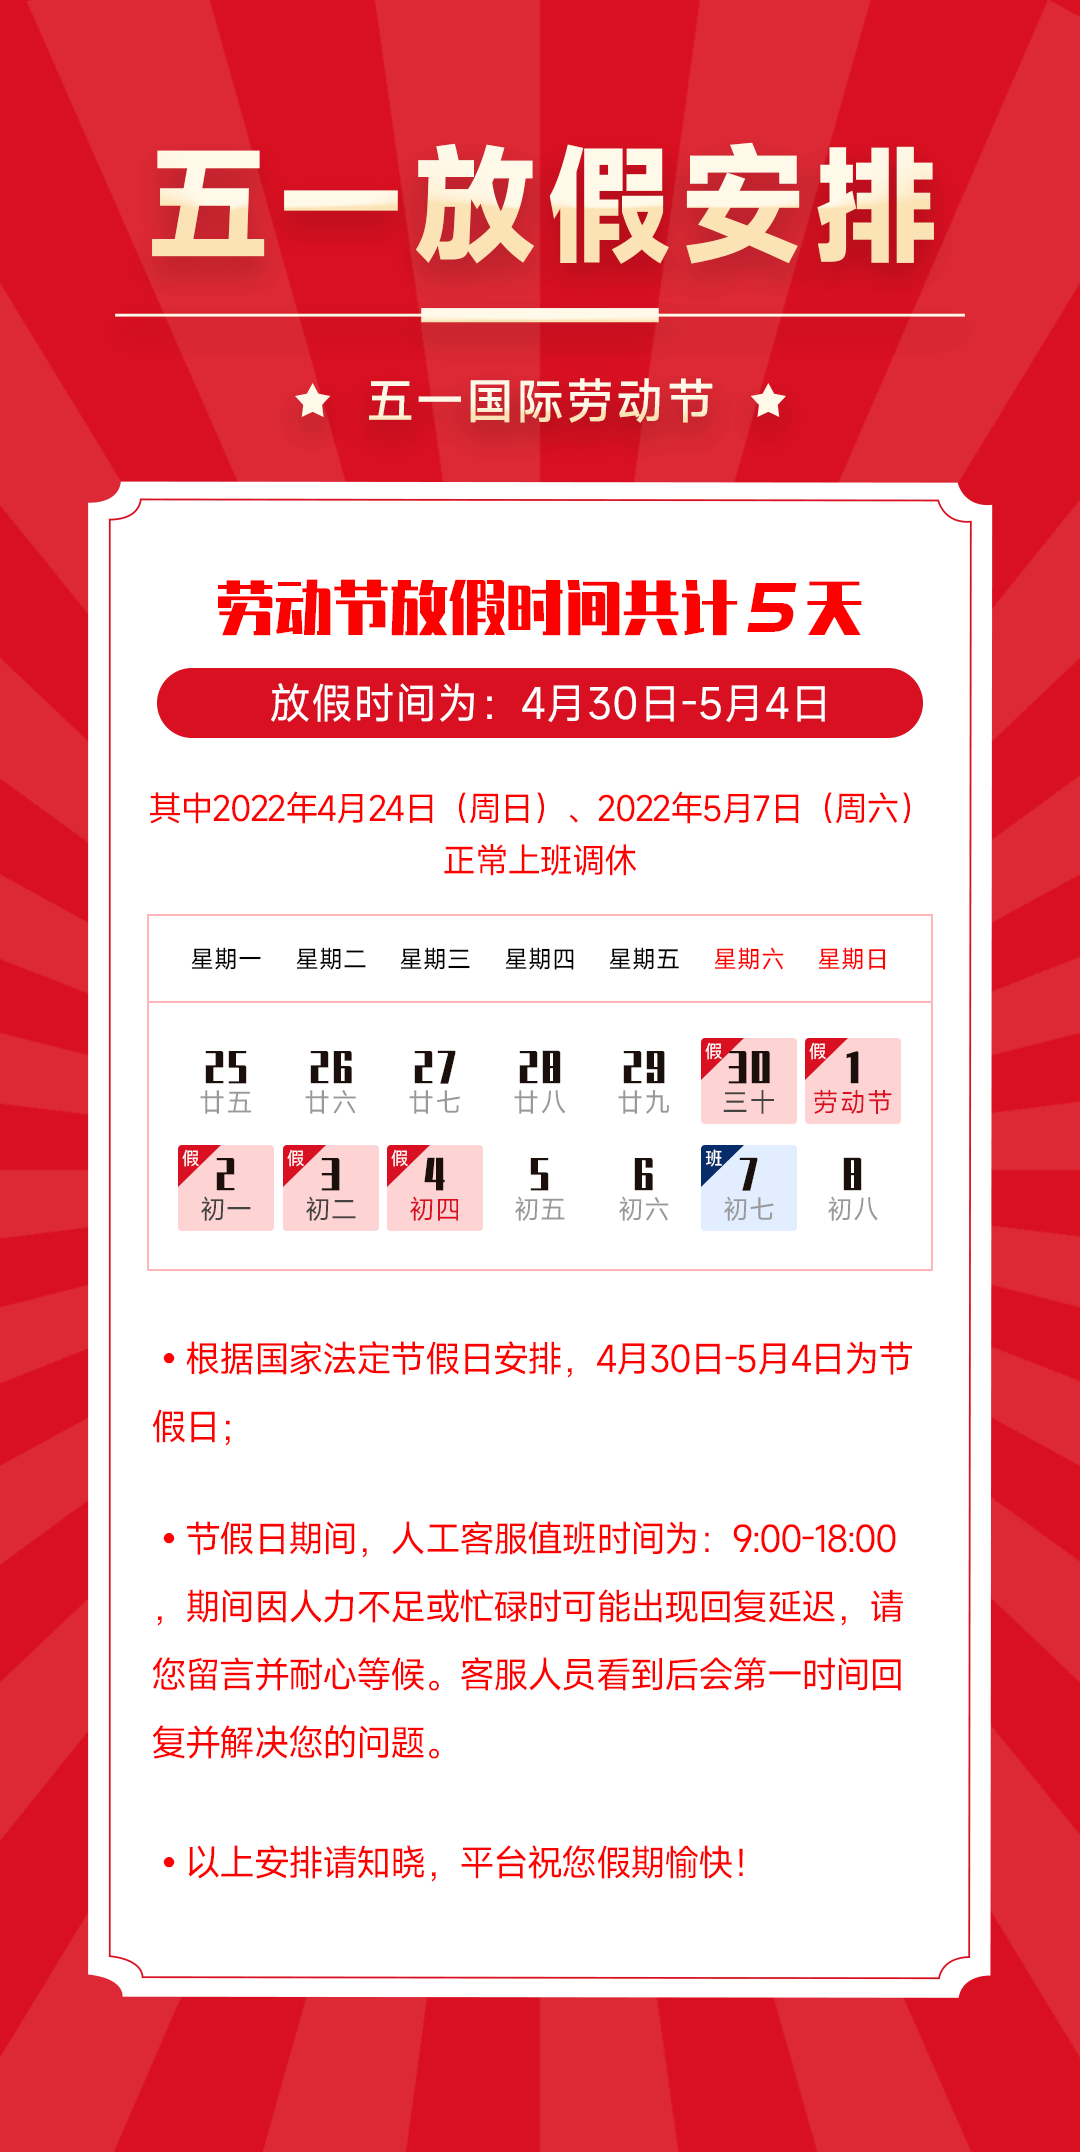 五一放假安排
五一国际劳动节
劳动节放假时间共计5天
放假时间为：4月30日-5月4日
其中2022年4月24日（周日）、2022年5月7日（周六）
正常上班调休
星期一 星期二 星期三 星期四 星期五 星期六 星期日
25 26 27 28 29 假 30 假 1
廿五 廿六 廿七 廿八 廿九 三十 劳动节
假 2 假 3 假 4 5 6 班 7 8
初一 初二 初四 初五 初六 初七 初八
•根据国家法定节假日安排，4月30日-5月4日为节
假日；
•节假日期间，人工客服值班时间为：9:00-18:00
，期间因人力不足或忙碌时可能出现回复延迟，请
您留言并耐心等候。客服人员看到后会第一时间回
复并解决您的问题。
•以上安排请知晓，平台祝您假期愉快！